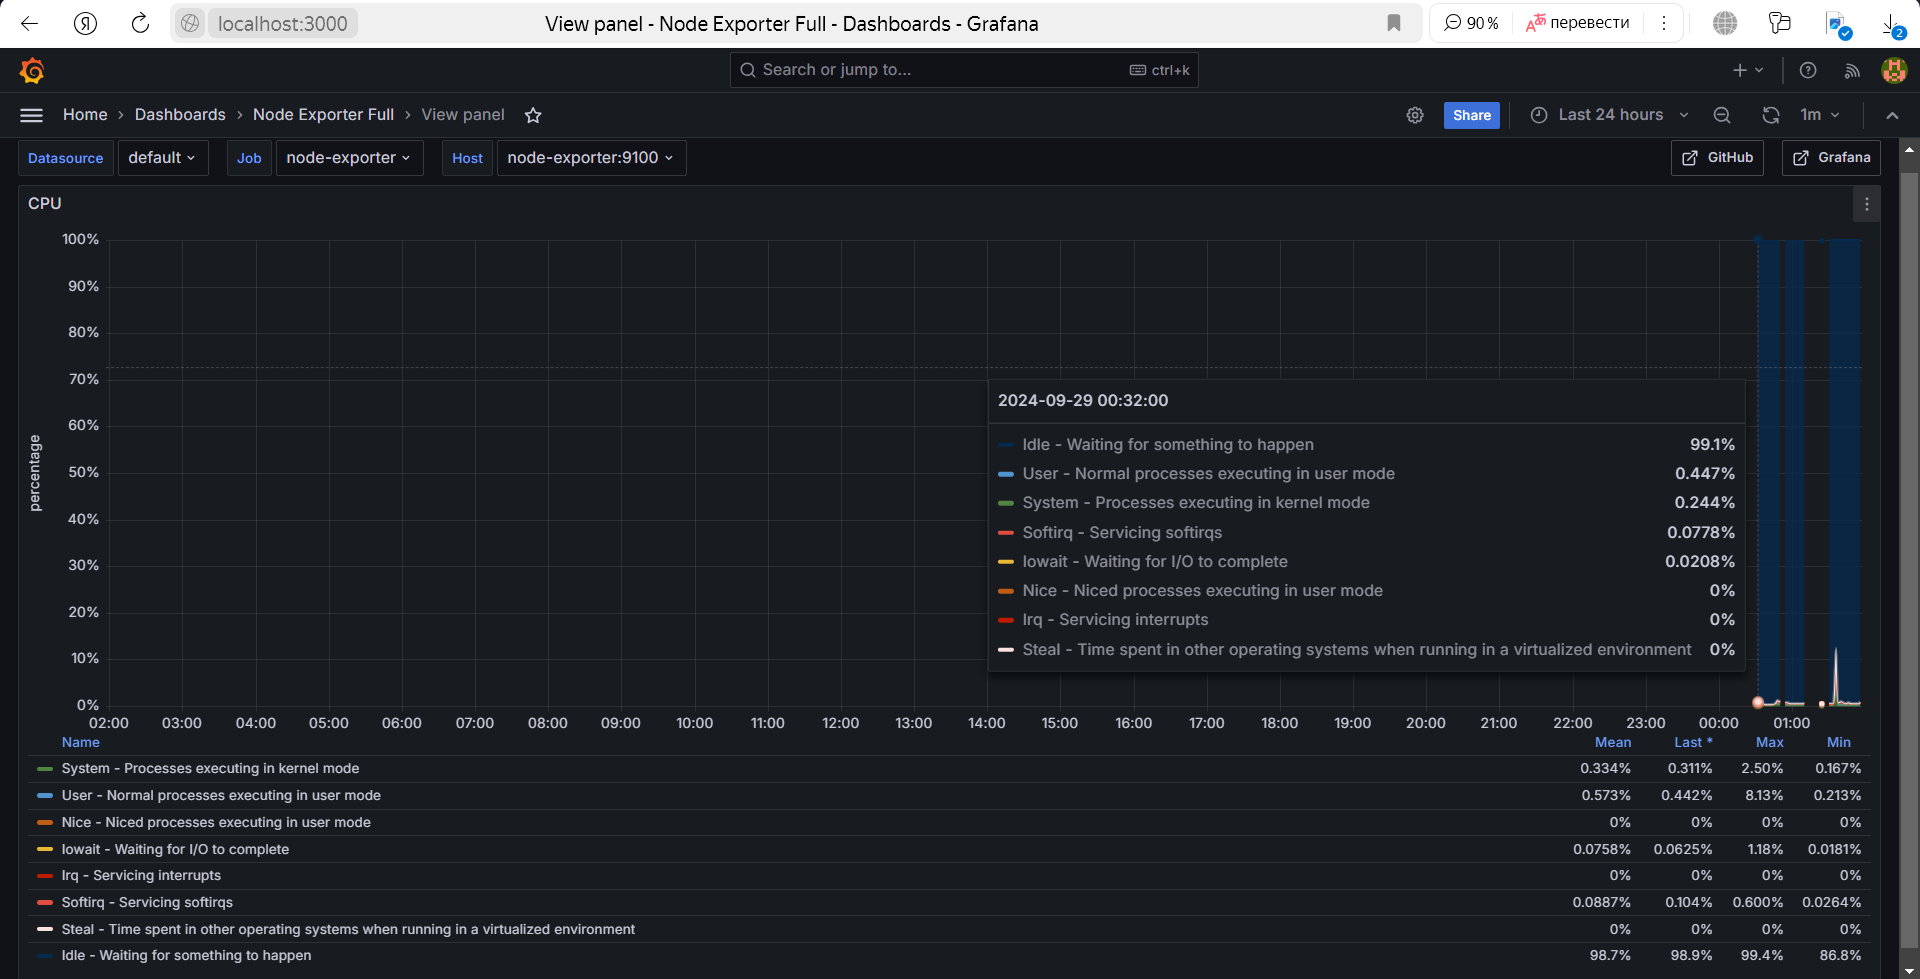 localhost:3000
View panel - Node Exporter Full - Dashboards - Grafana
90 %
перевести
2
Search or jump to...
ctrl+k
Home › Dashboards › Node Exporter Full › View panel
Share
Last 24 hours
1m
Datasource
default
Job
node-exporter
Host
node-exporter:9100
GitHub
Grafana
CPU
percentage
100%
90%
80%
70%
60%
50%
40%
30%
20%
10%
0%
2024-09-29 00:32:00
Idle - Waiting for something to happen 99.1%
User - Normal processes executing in user mode 0.447%
System - Processes executing in kernel mode 0.244%
Softirq - Servicing softirqs 0.0778%
Iowait - Waiting for I/O to complete 0.0208%
Nice - Niced processes executing in user mode 0%
Irq - Servicing interrupts 0%
Steal - Time spent in other operating systems when running in a virtualized environment 0%
02:00 03:00 04:00 05:00 06:00 07:00 08:00 09:00 10:00 11:00 12:00 13:00 14:00 15:00 16:00 17:00 18:00 19:00 20:00 21:00 22:00 23:00 00:00 01:00
Name Mean Last * Max Min
System - Processes executing in kernel mode 0.334% 0.311% 2.50% 0.167%
User - Normal processes executing in user mode 0.573% 0.442% 8.13% 0.213%
Nice - Niced processes executing in user mode 0% 0% 0% 0%
Iowait - Waiting for I/O to complete 0.0758% 0.0625% 1.18% 0.0181%
Irq - Servicing interrupts 0% 0% 0% 0%
Softirq - Servicing softirqs 0.0887% 0.104% 0.600% 0.0264%
Steal - Time spent in other operating systems when running in a virtualized environment 0% 0% 0% 0%
Idle - Waiting for something to happen 98.7% 98.9% 99.4% 86.8%